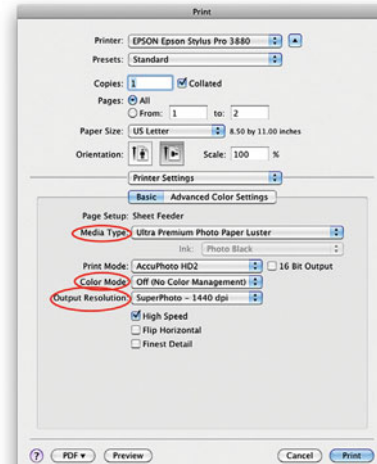 Print
Printer: EPSON Epson Stylus Pro 3880
Presets: Standard
Copies: 1 Collated
Pages: All
From: 1 to: 2
Paper Size: US Letter 8.50 by 11.00 inches
Orientation: Scale: 100 %
Printer Settings
Basic Advanced Color Settings
Page Setup: Sheet Feeder
Media Type: Ultra Premium Photo Paper Luster
Ink: Photo Black
Print Mode: AccuPhoto HD2 16 Bit Output
Color Mode: Off (No Color Management)
Output Resolution: SuperPhoto - 1440 dpi
High Speed
Flip Horizontal
Finest Detail
? PDF Preview Cancel Print